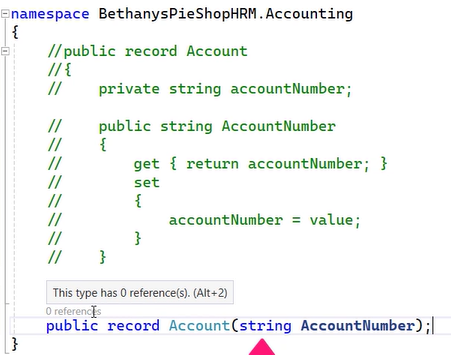 namespace BethanysPieShopHRM.Accounting
{
//public record Account
//{
//    private string accountNumber;
//    public string AccountNumber
//    {
//        get { return accountNumber; }
//        set
//        {
//            accountNumber = value;
//        }
//    }
This type has 0 reference(s). (Alt+2)
0 references
public record Account(string AccountNumber);
}